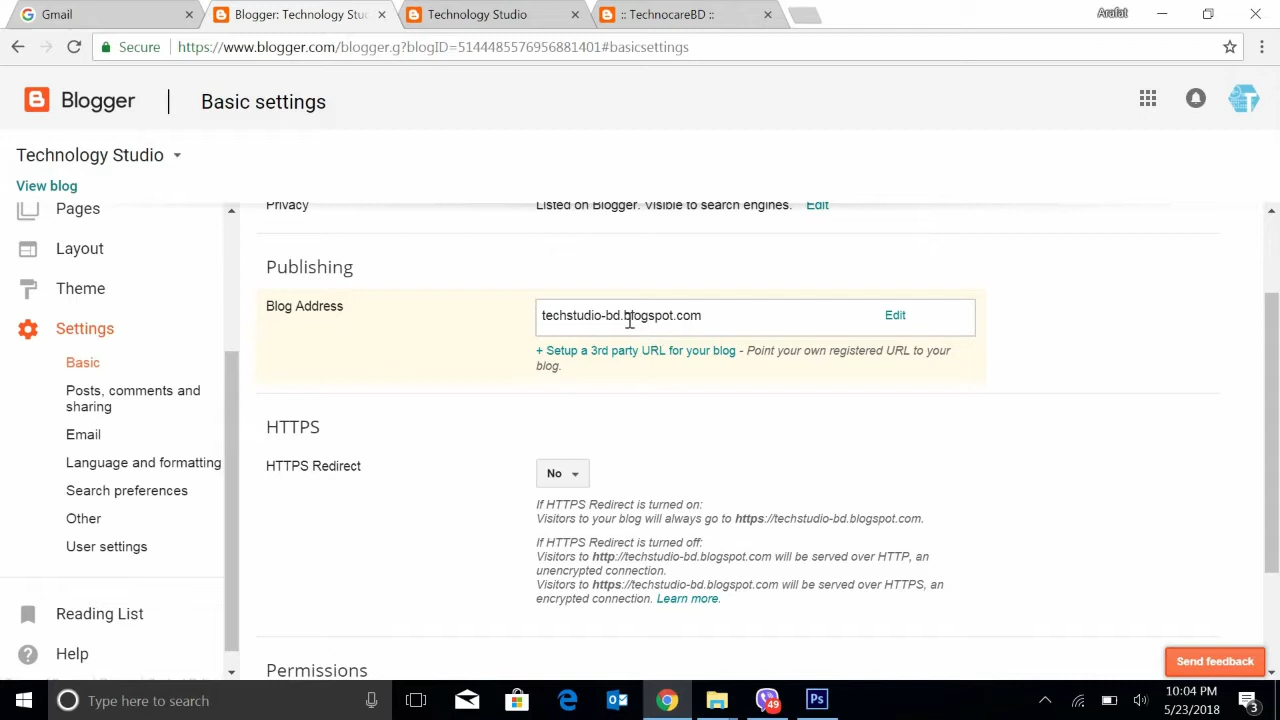 Gmail
Blogger: Technology Stud
Technology Studio
:: TechnocareBD ::
Arafat
Secure
https://www.blogger.com/blogger.g?blogID=5144485576956881401#basicsettings
Blogger
Basic settings
Technology Studio
View blog
Pages
Layout
Theme
Settings
Basic
Posts, comments and
sharing
Email
Language and formatting
Search preferences
Other
User settings
Reading List
Help
Privacy
Listed on Blogger. Visible to search engines. Edit
Publishing
Blog Address
techstudio-bd.blogspot.com
Edit
+ Setup a 3rd party URL for your blog - Point your own registered URL to your
blog.
HTTPS
HTTPS Redirect
No
If HTTPS Redirect is turned on:
Visitors to your blog will always go to https://techstudio-bd.blogspot.com.
If HTTPS Redirect is turned off:
Visitors to http://techstudio-bd.blogspot.com will be served over HTTP, an
unencrypted connection.
Visitors to https://techstudio-bd.blogspot.com will be served over HTTPS, an
encrypted connection. Learn more.
Permissions
Send feedback
Type here to search
49
Ps
10:04 PM
5/23/2018
3